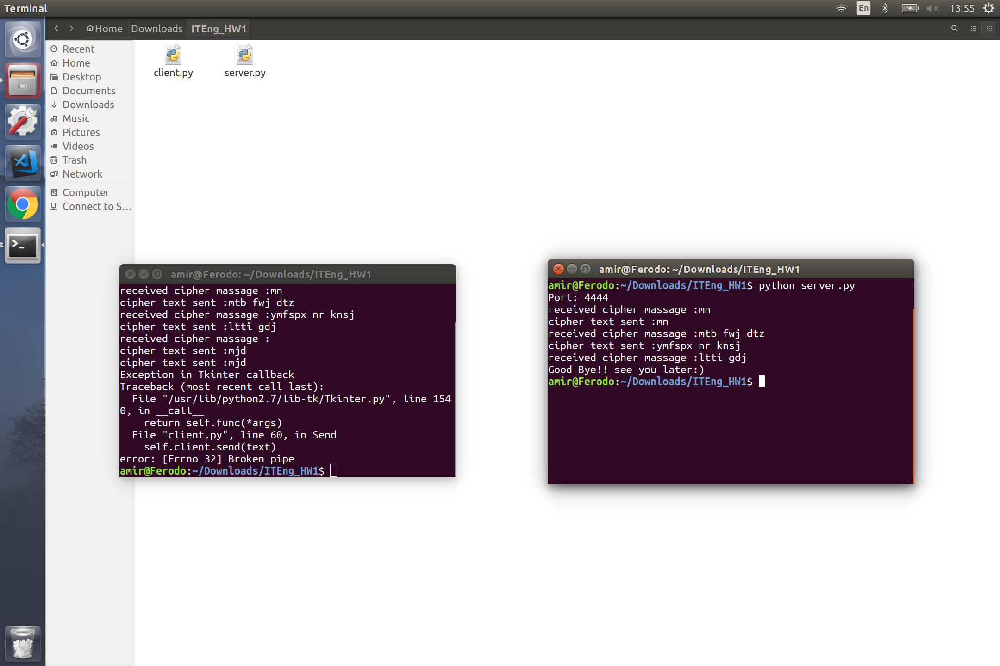 Terminal
En
13:55
Home
Downloads
ITEng_HW1
Recent
Home
Desktop
Documents
Downloads
Music
Pictures
Videos
Trash
Network
Computer
Connect to S…
client.py
server.py
amir@Ferodo: ~/Downloads/ITEng_HW1
received cipher massage :mn
cipher text sent :mtb fwj dtz
received cipher massage :ymfspx nr knsj
cipher text sent :ltti gdj
received cipher massage :
cipher text sent :mjd
cipher text sent :mjd
Exception in Tkinter callback
Traceback (most recent call last):
  File "/usr/lib/python2.7/lib-tk/Tkinter.py", line 154
0, in __call__
    return self.func(*args)
  File "client.py", line 60, in Send
    self.client.send(text)
error: [Errno 32] Broken pipe
amir@Ferodo:~/Downloads/ITEng_HW1$
amir@Ferodo: ~/Downloads/ITEng_HW1
amir@Ferodo:~/Downloads/ITEng_HW1$ python server.py
Port: 4444
received cipher massage :mn
cipher text sent :mn
received cipher massage :mtb fwj dtz
cipher text sent :ymfspx nr knsj
received cipher massage :ltti gdj
Good Bye!! see you later:)
amir@Ferodo:~/Downloads/ITEng_HW1$